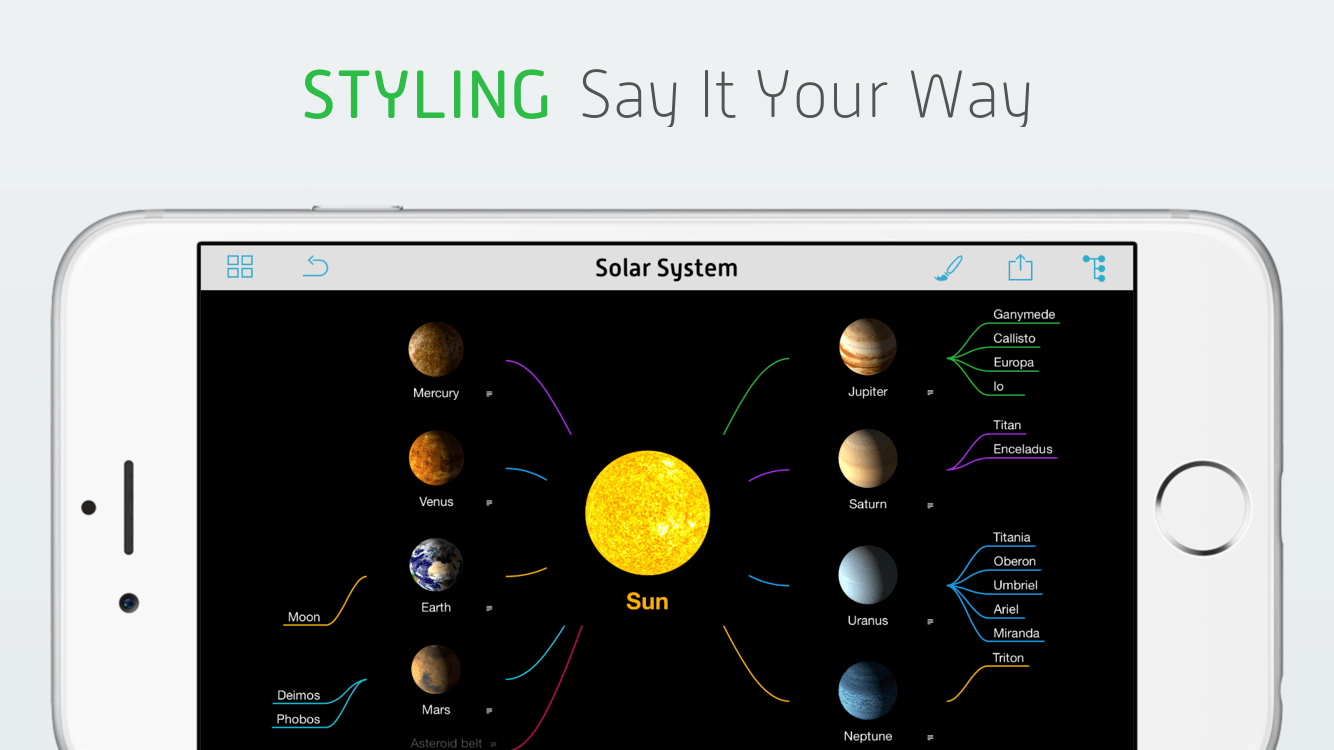 STYLING Say It Your Way
Solar System
Mercury
Venus
Earth
Moon
Mars
Deimos
Phobos
Asteroid belt
Sun
Jupiter
Ganymede
Callisto
Europa
Io
Saturn
Titan
Enceladus
Uranus
Titania
Oberon
Umbriel
Ariel
Miranda
Neptune
Triton